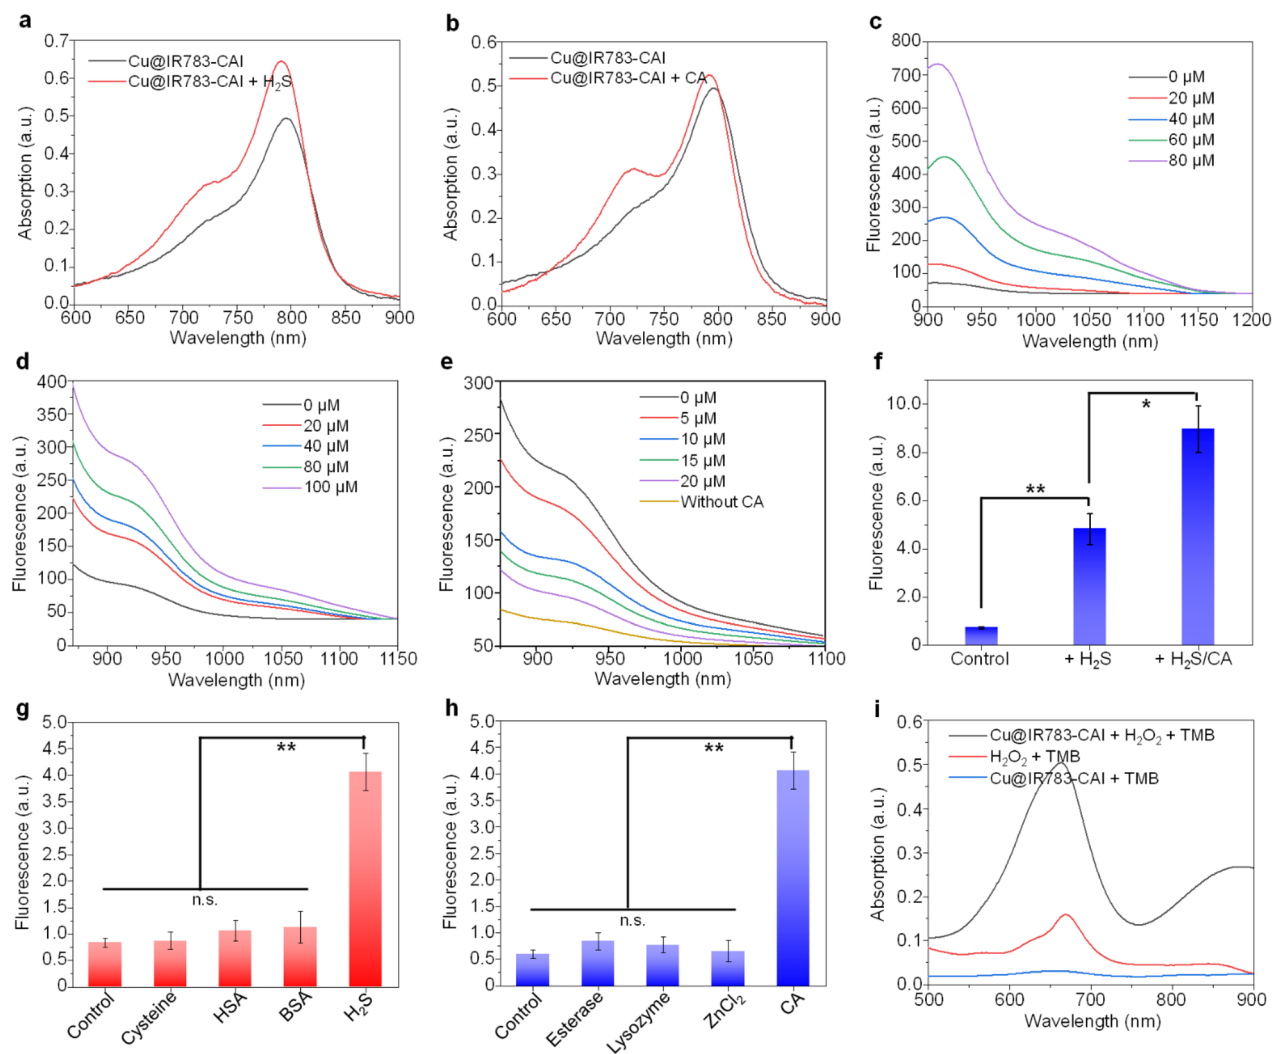 a
Absorption (a.u.)
0.7
0.6
0.5
0.4
0.3
0.2
0.1
0.0
Cu@IR783-CAI
Cu@IR783-CAI + H₂S
600 650 700 750 800 850 900
Wavelength (nm)
b
Absorption (a.u.)
0.6
0.5
0.4
0.3
0.2
0.1
0.0
Cu@IR783-CAI
Cu@IR783-CAI + CA
600 650 700 750 800 850 900
Wavelength (nm)
c
Fluorescence (a.u.)
800
700
600
500
400
300
200
100
0
0 µM
20 µM
40 µM
60 µM
80 µM
900 950 1000 1050 1100 1150 1200
Wavelength (nm)
d
Fluorescence (a.u.)
400
350
300
250
200
150
100
50
0
0 µM
20 µM
40 µM
80 µM
100 µM
900 950 1000 1050 1100 1150
Wavelength (nm)
e
Fluorescence (a.u.)
300
250
200
150
100
50
0 µM
5 µM
10 µM
15 µM
20 µM
Without CA
900 950 1000 1050 1100
Wavelength (nm)
f
Fluorescence (a.u.)
10.0
8.0
6.0
4.0
2.0
0
**
*
Control + H₂S + H₂S/CA
g
Fluorescence (a.u.)
5.0
4.5
4.0
3.5
3.0
2.5
2.0
1.5
1.0
0.5
0
**
n.s.
Control Cysteine HSA BSA H₂S
h
Fluorescence (a.u.)
5.0
4.5
4.0
3.5
3.0
2.5
2.0
1.5
1.0
0.5
0
**
n.s.
Control Esterase Lysozyme ZnCl₂ CA
i
Absorption (a.u.)
0.6
0.5
0.4
0.3
0.2
0.1
0.0
Cu@IR783-CAI + H₂O₂ + TMB
H₂O₂ + TMB
Cu@IR783-CAI + TMB
500 600 700 800 900
Wavelength (nm)